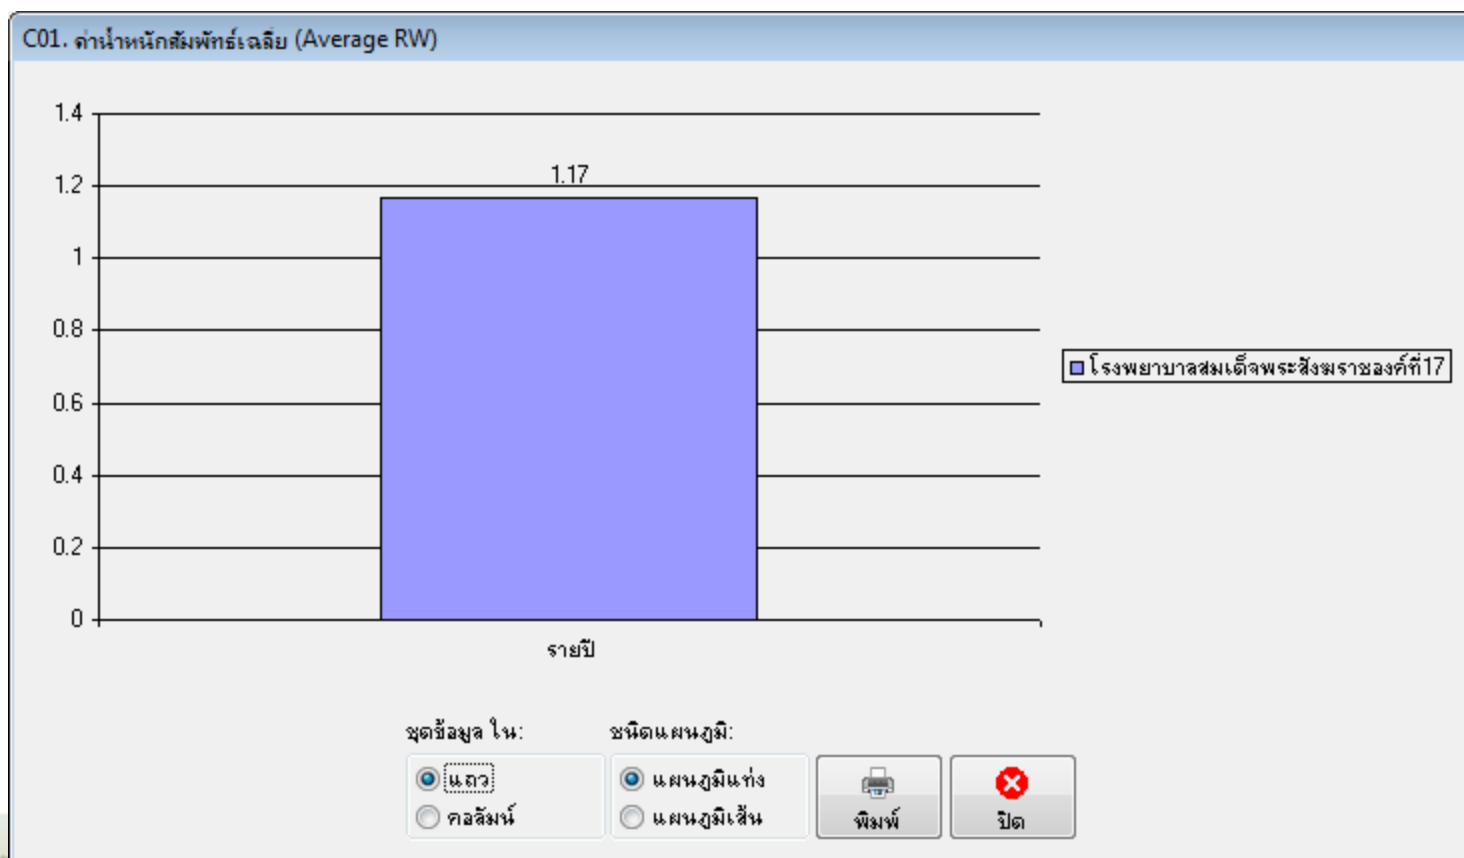 C01. ค่าน้ำหนักสัมพัทธ์เฉลี่ย (Average RW)
1.4
1.2
1
0.8
0.6
0.4
0.2
0
1.17
รายปี
โรงพยาบาลสมเด็จพระสังฆราชองค์ที่17
ชุดข้อมูล ใน:
แถว
คอลัมน์
ชนิดแผนภูมิ:
แผนภูมิแท่ง
แผนภูมิเส้น
พิมพ์
ปิด